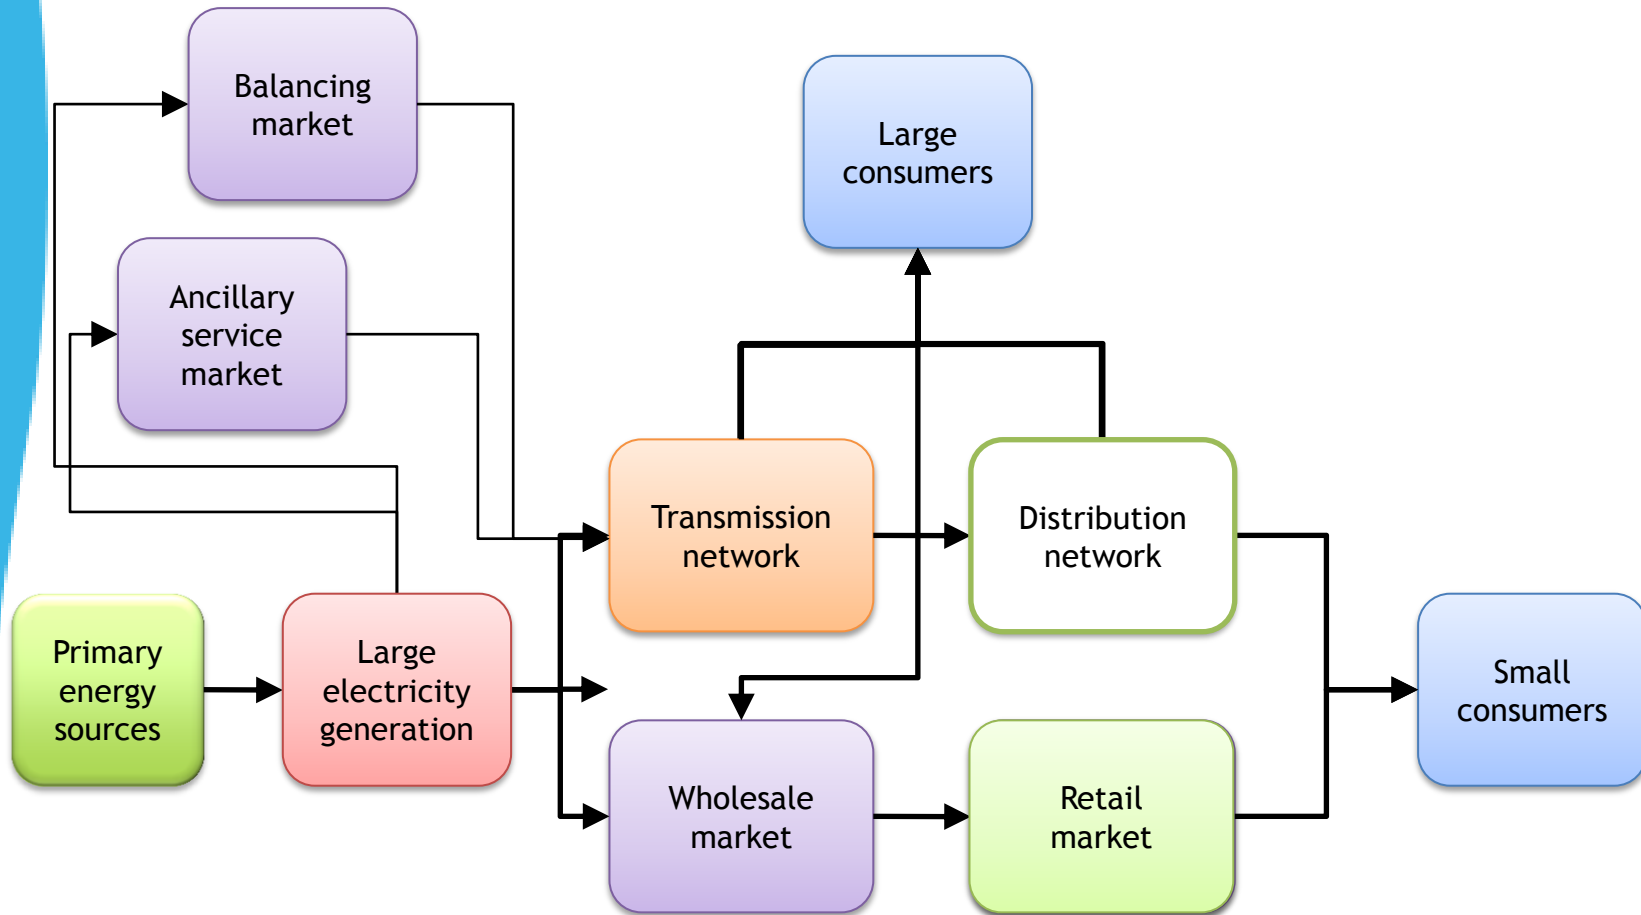 Balancing
market
Large
consumers
Ancillary
service
market
Transmission
network
Distribution
network
Primary
energy
sources
Large
electricity
generation
Small
consumers
Wholesale
market
Retail
market